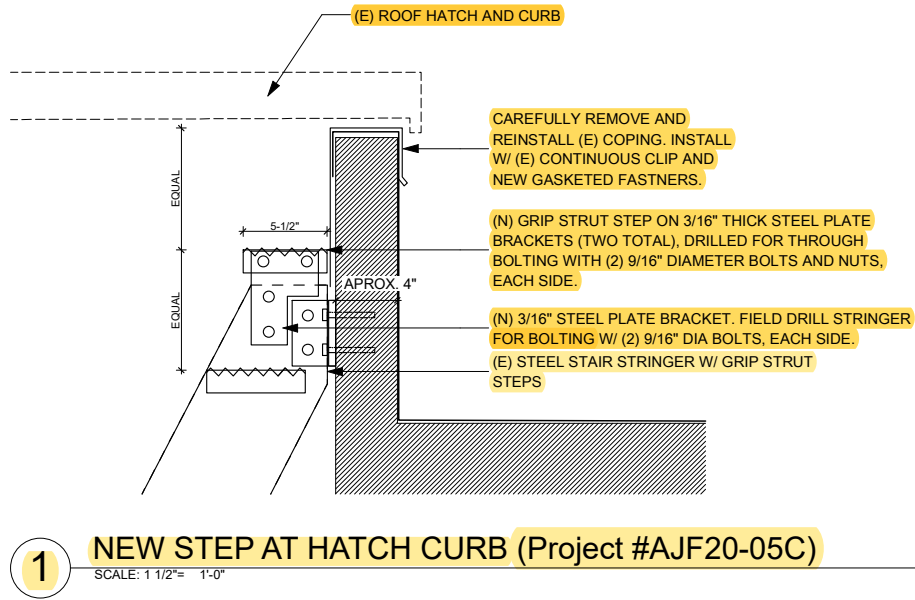 (E) ROOF HATCH AND CURB
CAREFULLY REMOVE AND
REINSTALL (E) COPING. INSTALL
W/ (E) CONTINUOUS CLIP AND
NEW GASKETED FASTNERS.
EQUAL
5-1/2"
(N) GRIP STRUT STEP ON 3/16" THICK STEEL PLATE
BRACKETS (TWO TOTAL), DRILLED FOR THROUGH
BOLTING WITH (2) 9/16" DIAMETER BOLTS AND NUTS,
EACH SIDE.
APROX. 4"
EQUAL
(N) 3/16" STEEL PLATE BRACKET. FIELD DRILL STRINGER
FOR BOLTING W/ (2) 9/16" DIA BOLTS, EACH SIDE.
(E) STEEL STAIR STRINGER W/ GRIP STRUT
STEPS
1
NEW STEP AT HATCH CURB (Project #AJF20-05C)
SCALE: 1 1/2"= 1'-0"